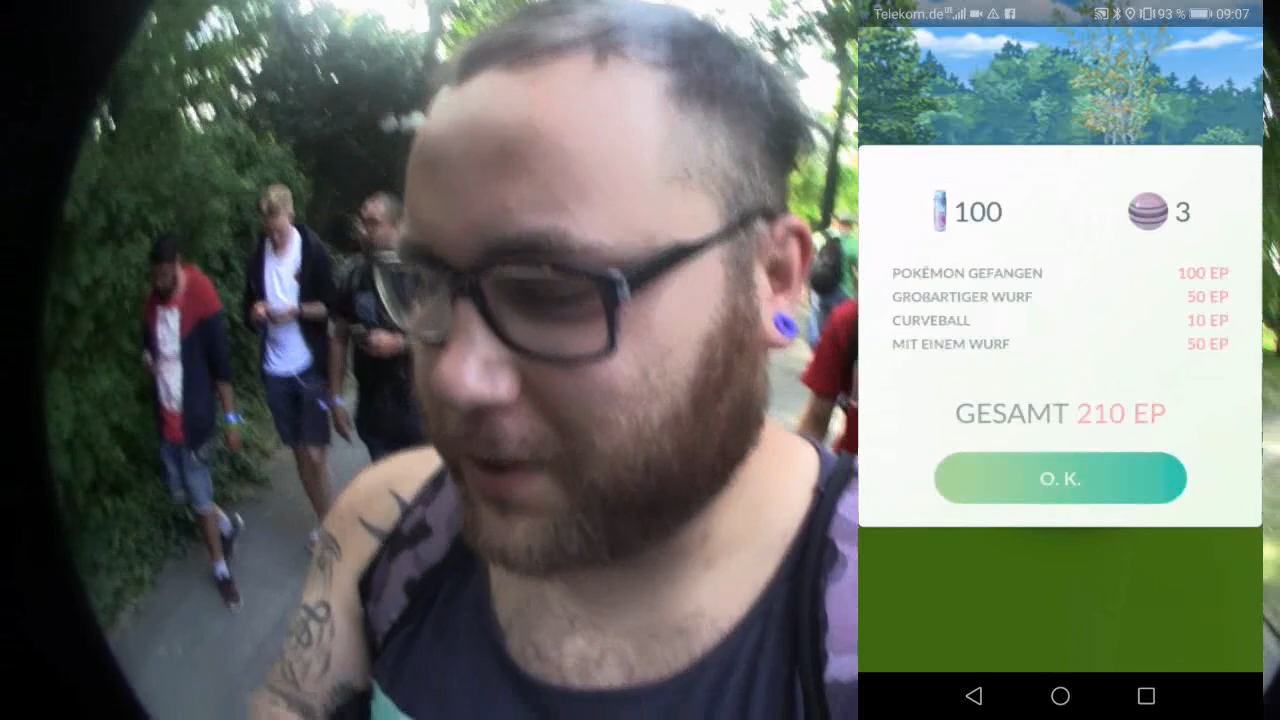 Telekom.de 93 % 09:07
100 3
POKÉMON GEFANGEN 100 EP
GROẞARTIGER WURF 50 EP
CURVEBALL 10 EP
MIT EINEM WURF 50 EP
GESAMT 210 EP
O. K.